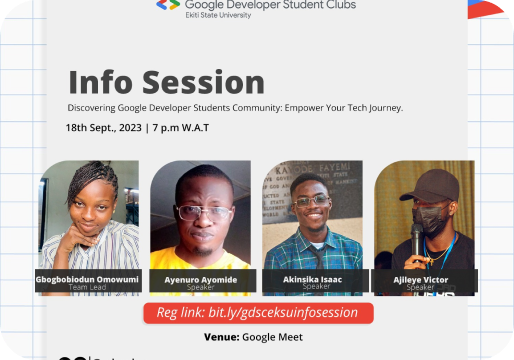 Google Developer Student Clubs
Ekiti State University
Info Session
Discovering Google Developer Students Community: Empower Your Tech Journey.
18th Sept., 2023 | 7 p.m W.A.T
KAYODE FAYEMI
Gbogbobiodun Omowumi
Team Lead
Ayenuro Ayomide
Speaker
Akinsika Isaac
Speaker
Ajileye Victor
Speaker
Reg link: bit.ly/gdsceksuinfosession
Venue: Google Meet